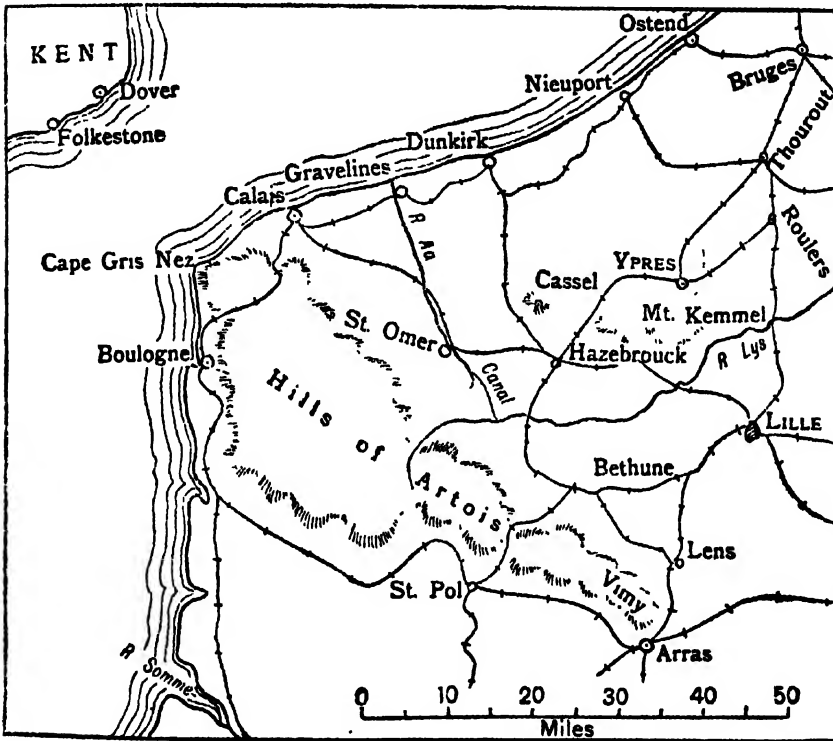 KENT
Dover
Folkestone
Ostend
Nieuport
Bruges
Dunkirk
Thourout
Gravelines
Calais
R Aa
Roulers
Cape Gris Nez
YPRES
Cassel
Mt. Kemmel
St. Omer
Boulogne
Hazebrouck
R Lys
Canal
Hills of Artois
LILLE
Bethune
Lens
St. Pol
Vimy
Arras
R Somme
0 10 20 30 40 50
Miles